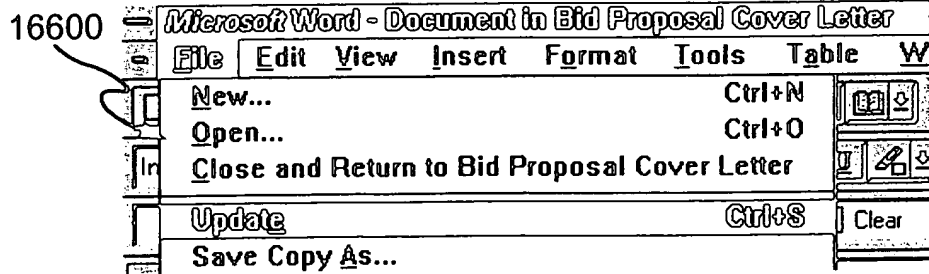 16600
Microsoft Word - Document in Bid Proposal Cover Letter
File Edit View Insert Format Tools Table W
New... Ctrl+N
Open... Ctrl+O
In Close and Return to Bid Proposal Cover Letter
Update Ctrl+S Clear
Save Copy As...